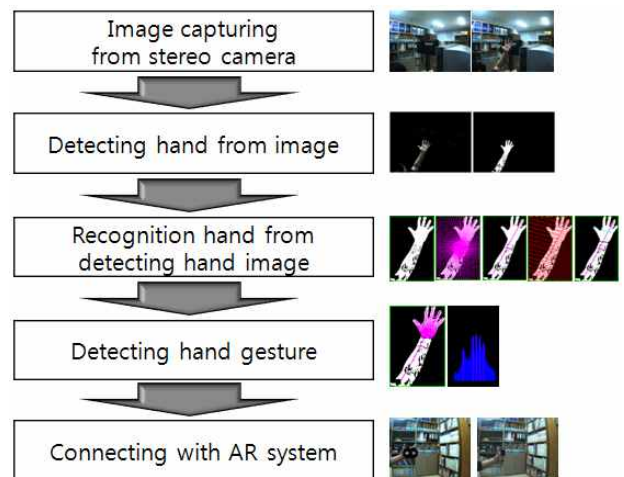 Image capturing
from stereo camera
Detecting hand from image
Recognition hand from
detecting hand image
Detecting hand gesture
Connecting with AR system